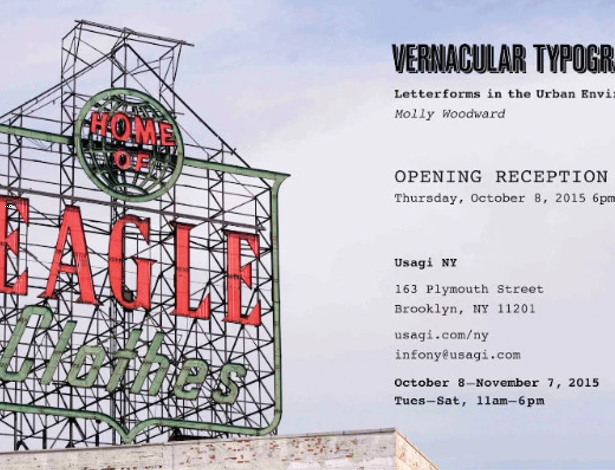 HOME
OF
EAGLE
Clothes
VERNACULAR TYPOGRA
Letterforms in the Urban Envi
Molly Woodward
OPENING RECEPTION
Thursday, October 8, 2015 6pm
Usagi NY
163 Plymouth Street
Brooklyn, NY 11201
usagi.com/ny
infony@usagi.com
October 8—November 7, 2015
Tues—Sat, 11am—6pm